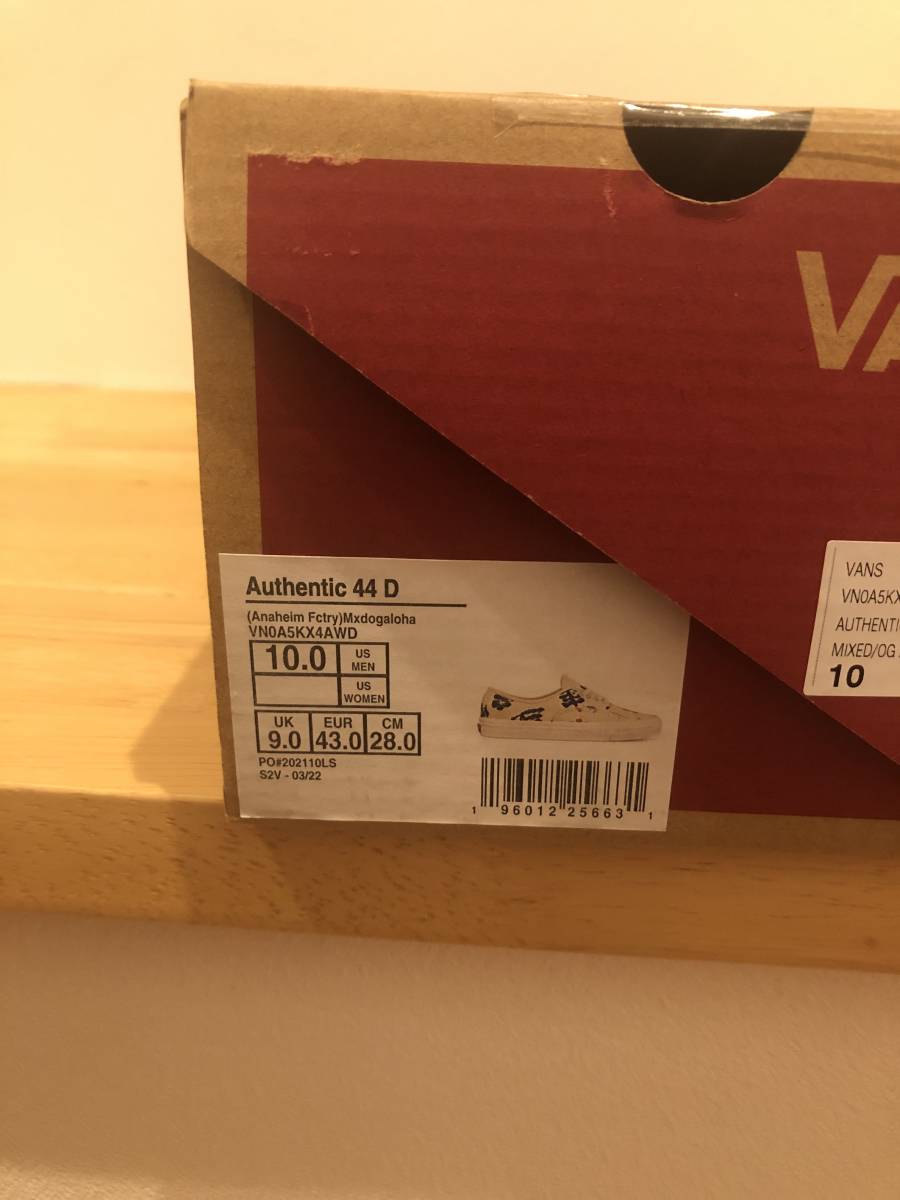 VA
Authentic 44 D
(Anaheim Fctry)Mxdogaloha
VN0A5KX4AWD
10.0 US MEN
US WOMEN
UK EUR CM
9.0 43.0 28.0
PO#202110LS
S2V - 03/22
1 96012 25663 1
VANS
VN0A5KX
AUTHENTI
MIXED/OG
10